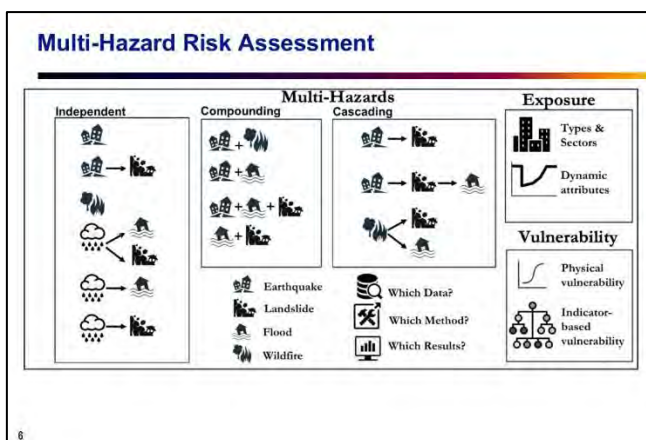 Multi-Hazard Risk Assessment
Multi-Hazards
Independent
Compounding
Cascading
+
+
+ +
+
Earthquake
Landslide
Flood
Wildfire
Which Data?
Which Method?
Which Results?
Exposure
Types &
Sectors
Dynamic
attributes
Vulnerability
Physical
vulnerability
Indicator-
based
vulnerability
6